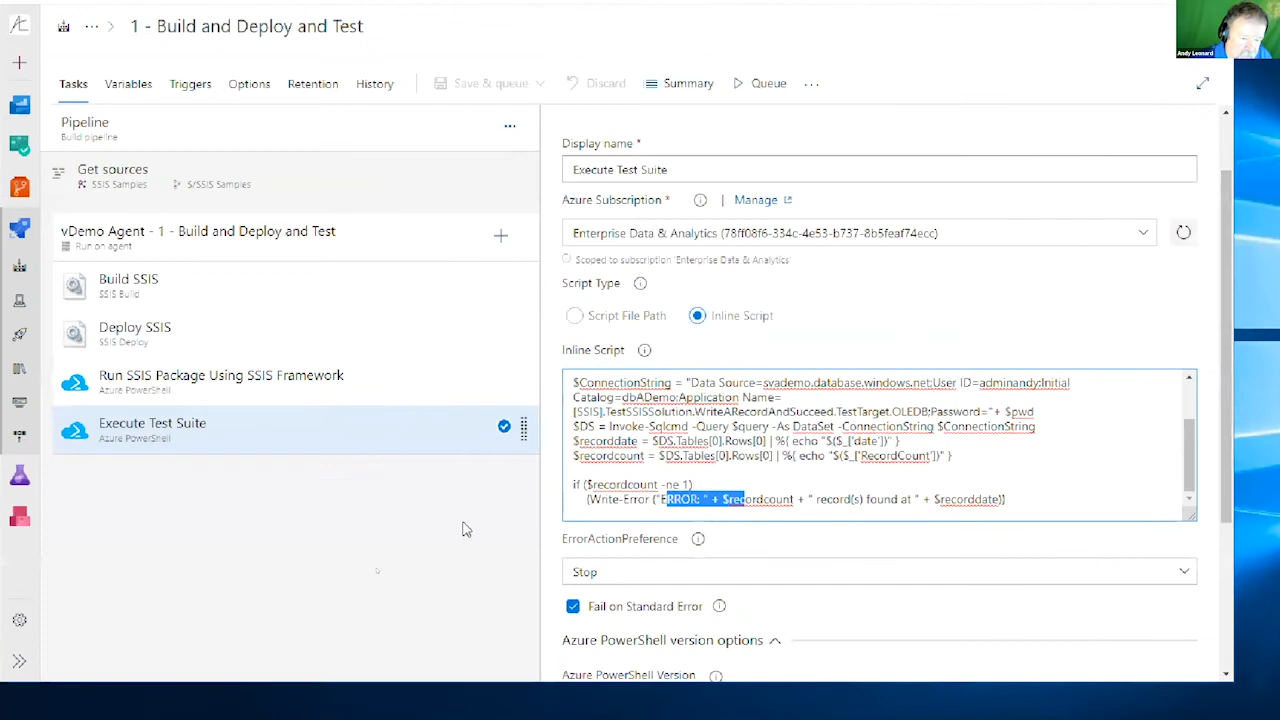 1 - Build and Deploy and Test
Andy Leonard
Tasks Variables Triggers Options Retention History Save & queue Discard Summary Queue ...
Pipeline
Build pipeline
Get sources
SSIS Samples $/SSIS Samples
vDemo Agent - 1 - Build and Deploy and Test
Run on agent
Build SSIS
SSIS Build
Deploy SSIS
SSIS Deploy
Run SSIS Package Using SSIS Framework
Azure PowerShell
Execute Test Suite
Azure PowerShell
Display name *
Execute Test Suite
Azure Subscription * | Manage
Enterprise Data & Analytics (78ff08f6-334c-4e53-b737-8b5feaf74ecc)
Scoped to subscription 'Enterprise Data & Analytics'
Script Type
Script File Path Inline Script
Inline Script
$ConnectionString = "Data Source=svademo.database.windows.net;User ID=adminandy;Initial
Catalog=dbADemo;Application Name=
[SSIS].TestSSISSolution.WriteARecordAndSucceed.TestTarget.OLEDB;Password="+ $pwd
$DS = Invoke-Sqlcmd -Query $query -As DataSet -ConnectionString $ConnectionString
$recorddate = $DS.Tables[0].Rows[0] | %{ echo "$($_['date'])" }
$recordcount = $DS.Tables[0].Rows[0] | %{ echo "$($_['RecordCount'])" }
if ($recordcount -ne 1)
{Write-Error ("ERROR: " + $recordcount + " record(s) found at " + $recorddate)}
ErrorActionPreference
Stop
Fail on Standard Error
Azure PowerShell version options
Azure PowerShell Version